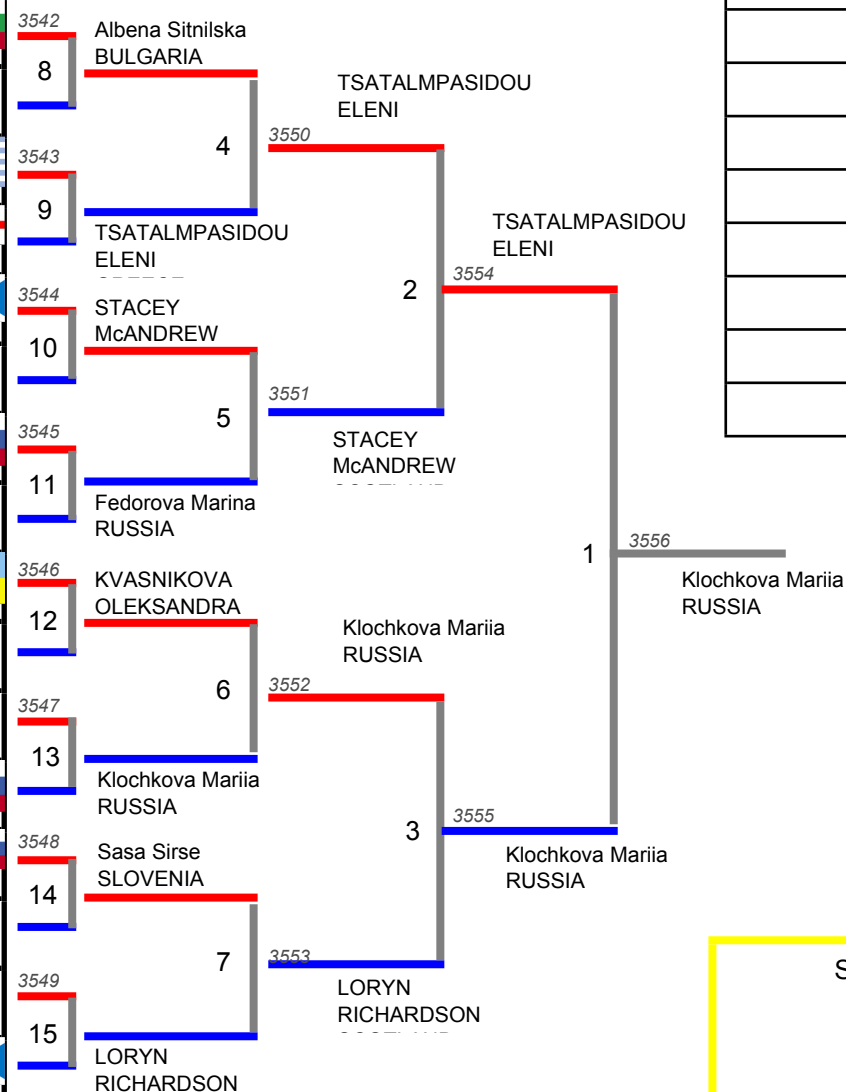 3542
Albena Sitnilska
BULGARIA
8
TSATALMPASIDOU
ELENI
3550
4
3543
9
TSATALMPASIDOU
ELENI
TSATALMPASIDOU
ELENI
3554
2
3544
STACEY
McANDREW
10
3551
5
STACEY
McANDREW
3545
11
Fedorova Marina
RUSSIA
1
3556
Klochkova Mariia
RUSSIA
3546
KVASNIKOVA
OLEKSANDRA
12
Klochkova Mariia
RUSSIA
3552
6
3547
13
Klochkova Mariia
RUSSIA
3
3555
Klochkova Mariia
RUSSIA
3548
Sasa Sirse
SLOVENIA
14
3553
7
LORYN
RICHARDSON
3549
15
LORYN
RICHARDSON
S